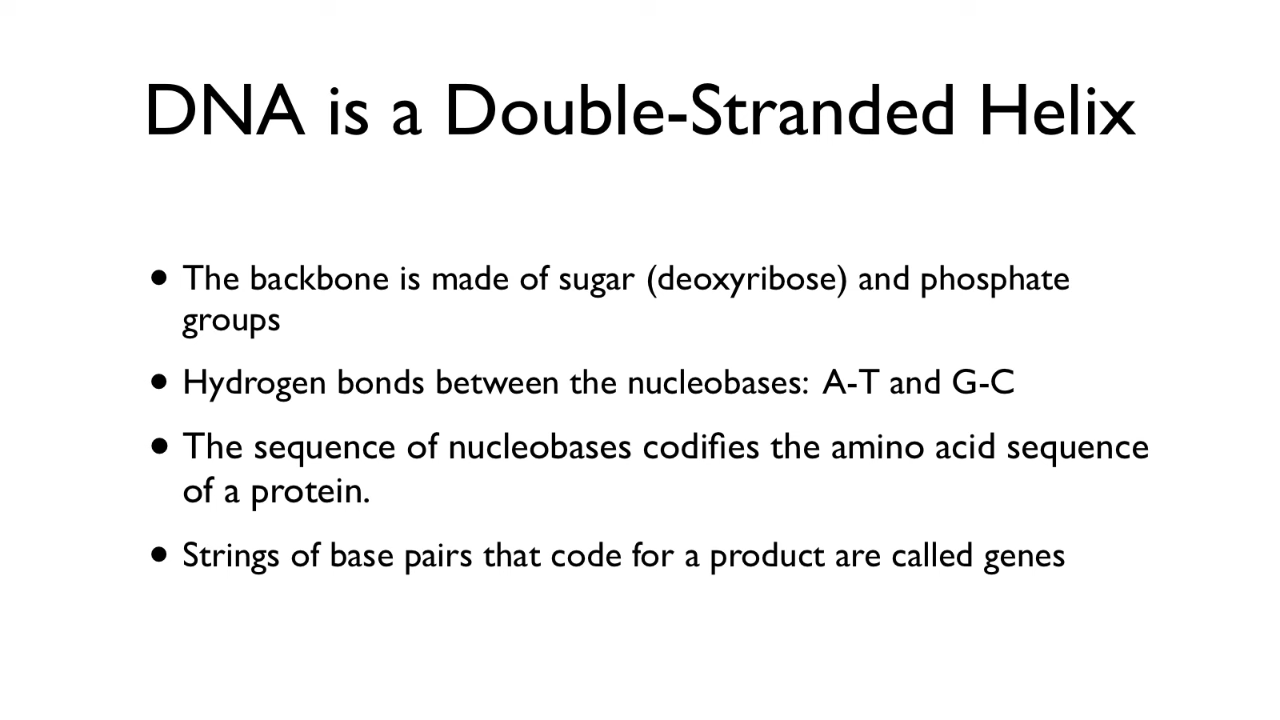 DNA is a Double-Stranded Helix
• The backbone is made of sugar (deoxyribose) and phosphate
groups
• Hydrogen bonds between the nucleobases:  A-T and G-C
• The sequence of nucleobases codifies the amino acid sequence
of a protein.
• Strings of base pairs that code for a product are called genes